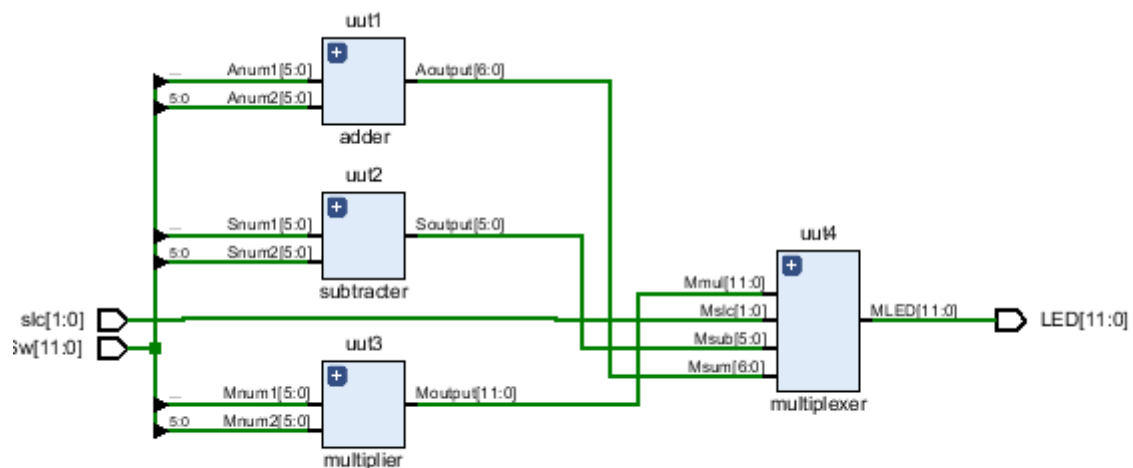 uut1
...
Anum1[5:0]
Aoutput[6:0]
5:0
Anum2[5:0]
adder
uut2
...
Snum1[5:0]
Soutput[5:0]
5:0
Snum2[5:0]
subtracter
uut4
Mmul[11:0]
slc[1:0]
Mslc[1:0]
MLED[11:0]
LED[11:0]
Sw[11:0]
Msub[5:0]
Msum[6:0]
multiplexer
uut3
...
Mnum1[5:0]
Moutput[11:0]
5:0
Mnum2[5:0]
multiplier